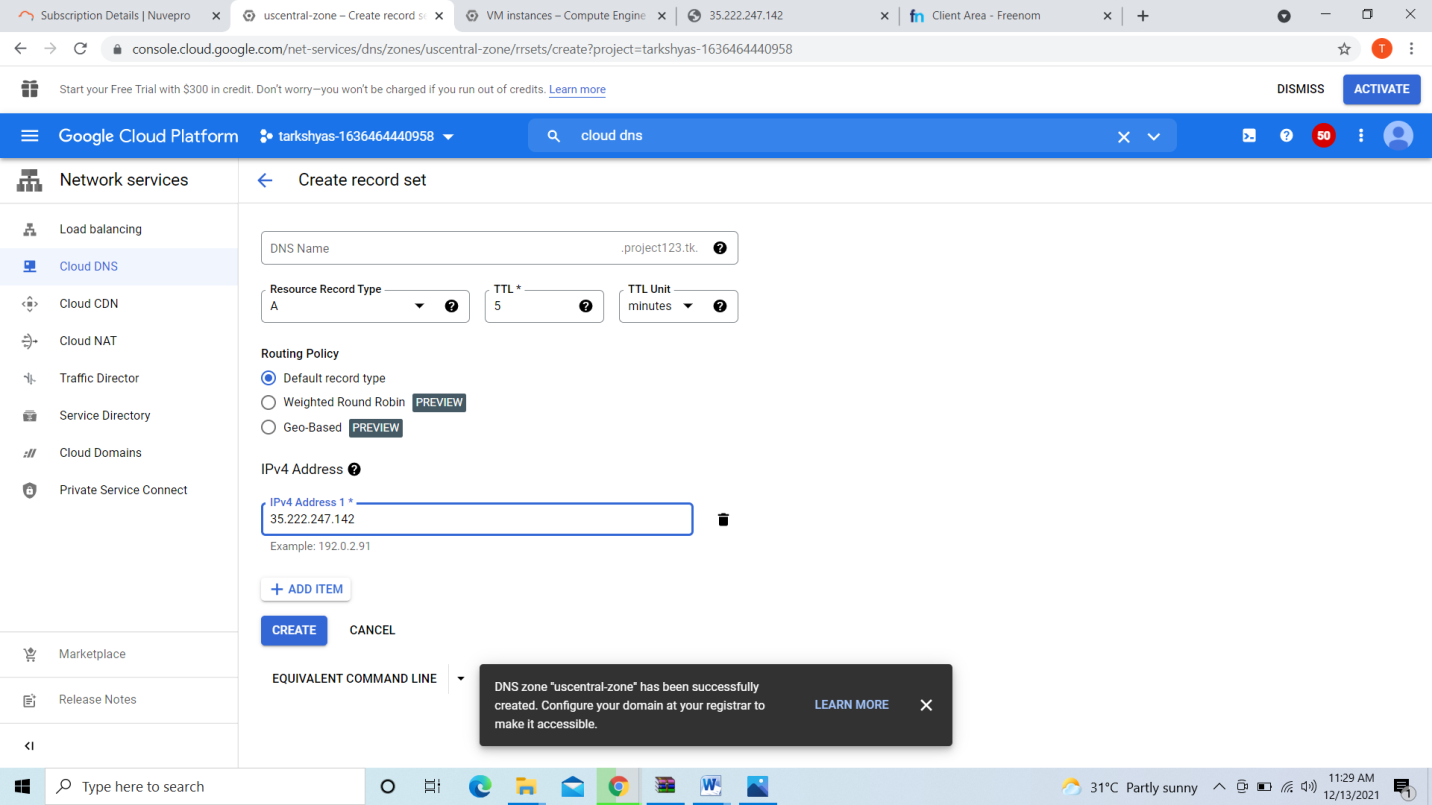 Subscription Details | Nuvepro
uscentral-zone – Create record se
VM instances – Compute Engine
35.222.247.142
fn Client Area - Freenom
console.cloud.google.com/net-services/dns/zones/uscentral-zone/rrsets/create?project=tarkshyas-1636464440958
T
Start your Free Trial with $300 in credit. Don't worry—you won't be charged if you run out of credits. Learn more
DISMISS
ACTIVATE
Google Cloud Platform
tarkshyas-1636464440958
cloud dns
50
Network services
Create record set
Load balancing
Cloud DNS
Cloud CDN
Cloud NAT
Traffic Director
Service Directory
Cloud Domains
Private Service Connect
Marketplace
Release Notes
DNS Name
.project123.tk.
Resource Record Type
A
TTL *
5
TTL Unit
minutes
Routing Policy
Default record type
Weighted Round Robin PREVIEW
Geo-Based PREVIEW
IPv4 Address
IPv4 Address 1 *
35.222.247.142
Example: 192.0.2.91
ADD ITEM
CREATE
CANCEL
EQUIVALENT COMMAND LINE
DNS zone "uscentral-zone" has been successfully
created. Configure your domain at your registrar to
make it accessible.
LEARN MORE
Type here to search
31°C Partly sunny
11:29 AM
12/13/2021
1